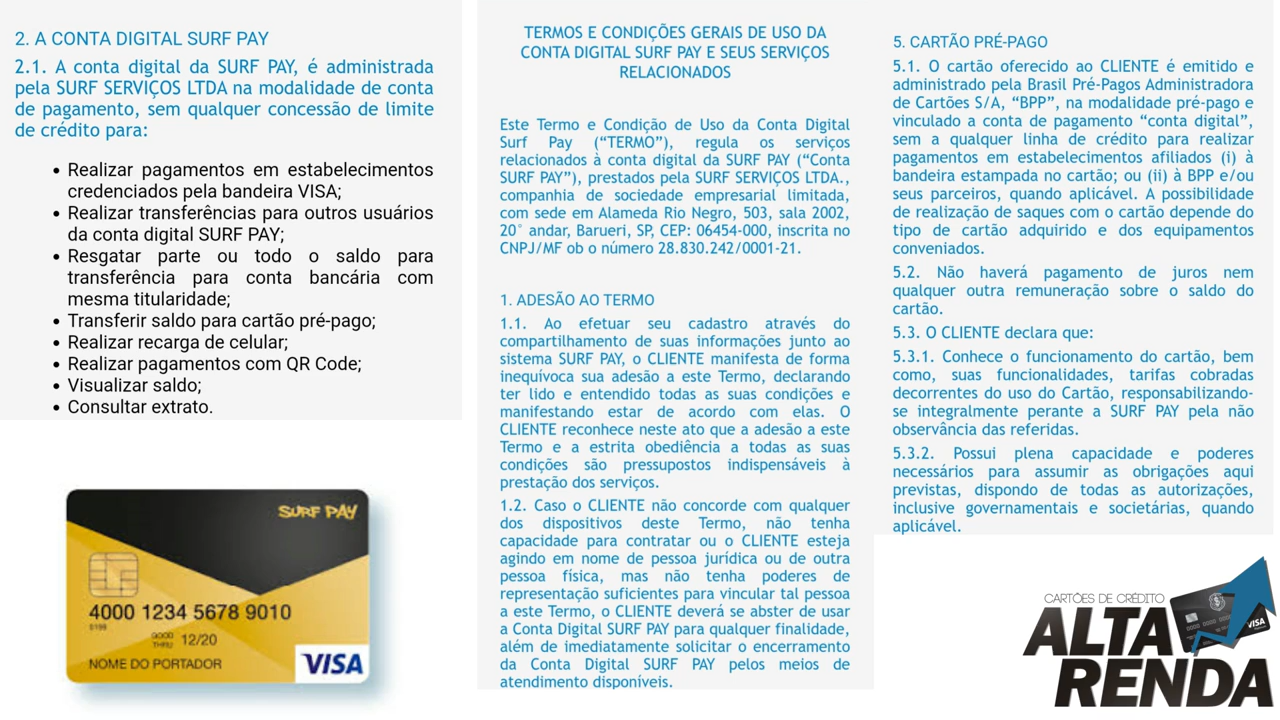 2. A CONTA DIGITAL SURF PAY
2.1. A conta digital da SURF PAY, é administrada
pela SURF SERVIÇOS LTDA na modalidade de conta
de pagamento, sem qualquer concessão de limite
de crédito para:
• Realizar pagamentos em estabelecimentos
credenciados pela bandeira VISA;
• Realizar transferências para outros usuários
da conta digital SURF PAY;
• Resgatar parte ou todo o saldo para
transferência para conta bancária com
mesma titularidade;
• Transferir saldo para cartão pré-pago;
• Realizar recarga de celular;
• Realizar pagamentos com QR Code;
• Visualizar saldo;
• Consultar extrato.
SURF PAY
4000 1234 5678 9010
5198
GOOD
THRU 12/20
NOME DO PORTADOR
VISA
TERMOS E CONDIÇÕES GERAIS DE USO DA
CONTA DIGITAL SURF PAY E SEUS SERVIÇOS
RELACIONADOS
Este Termo e Condição de Uso da Conta Digital
Surf Pay (“TERMO”), regula os serviços
relacionados à conta digital da SURF PAY (“Conta
SURF PAY”), prestados pela SURF SERVIÇOS LTDA.,
companhia de sociedade empresarial limitada,
com sede em Alameda Rio Negro, 503, sala 2002,
20° andar, Barueri, SP, CEP: 06454-000, inscrita no
CNPJ/MF ob o número 28.830.242/0001-21.
1. ADESÃO AO TERMO
1.1. Ao efetuar seu cadastro através do
compartilhamento de suas informações junto ao
sistema SURF PAY, o CLIENTE manifesta de forma
inequívoca sua adesão a este Termo, declarando
ter lido e entendido todas as suas condições e
manifestando estar de acordo com elas. O
CLIENTE reconhece neste ato que a adesão a este
Termo e a estrita obediência a todas as suas
condições são pressupostos indispensáveis à
prestação dos serviços.
1.2. Caso o CLIENTE não concorde com qualquer
dos dispositivos deste Termo, não tenha
capacidade para contratar ou o CLIENTE esteja
agindo em nome de pessoa jurídica ou de outra
pessoa física, mas não tenha poderes de
representação suficientes para vincular tal pessoa
a este Termo, o CLIENTE deverá se abster de usar
a Conta Digital SURF PAY para qualquer finalidade,
além de imediatamente solicitar o encerramento
da Conta Digital SURF PAY pelos meios de
atendimento disponíveis.
5. CARTÃO PRÉ-PAGO
5.1. O cartão oferecido ao CLIENTE é emitido e
administrado pela Brasil Pré-Pagos Administradora
de Cartões S/A, “BPP”, na modalidade pré-pago e
vinculado a conta de pagamento “conta digital”,
sem a qualquer linha de crédito para realizar
pagamentos em estabelecimentos afiliados (i) à
bandeira estampada no cartão; ou (ii) à BPP e/ou
seus parceiros, quando aplicável. A possibilidade
de realização de saques com o cartão depende do
tipo de cartão adquirido e dos equipamentos
conveniados.
5.2. Não haverá pagamento de juros nem
qualquer outra remuneração sobre o saldo do
cartão.
5.3. O CLIENTE declara que:
5.3.1. Conhece o funcionamento do cartão, bem
como, suas funcionalidades, tarifas cobradas
decorrentes do uso do Cartão, responsabilizando-
se integralmente perante a SURF PAY pela não
observância das referidas.
5.3.2. Possui plena capacidade e poderes
necessários para assumir as obrigações aqui
previstas, dispondo de todas as autorizações,
inclusive governamentais e societárias, quando
aplicável.
CARTÕES DE CRÉDITO
ALTA
RENDA
VISA